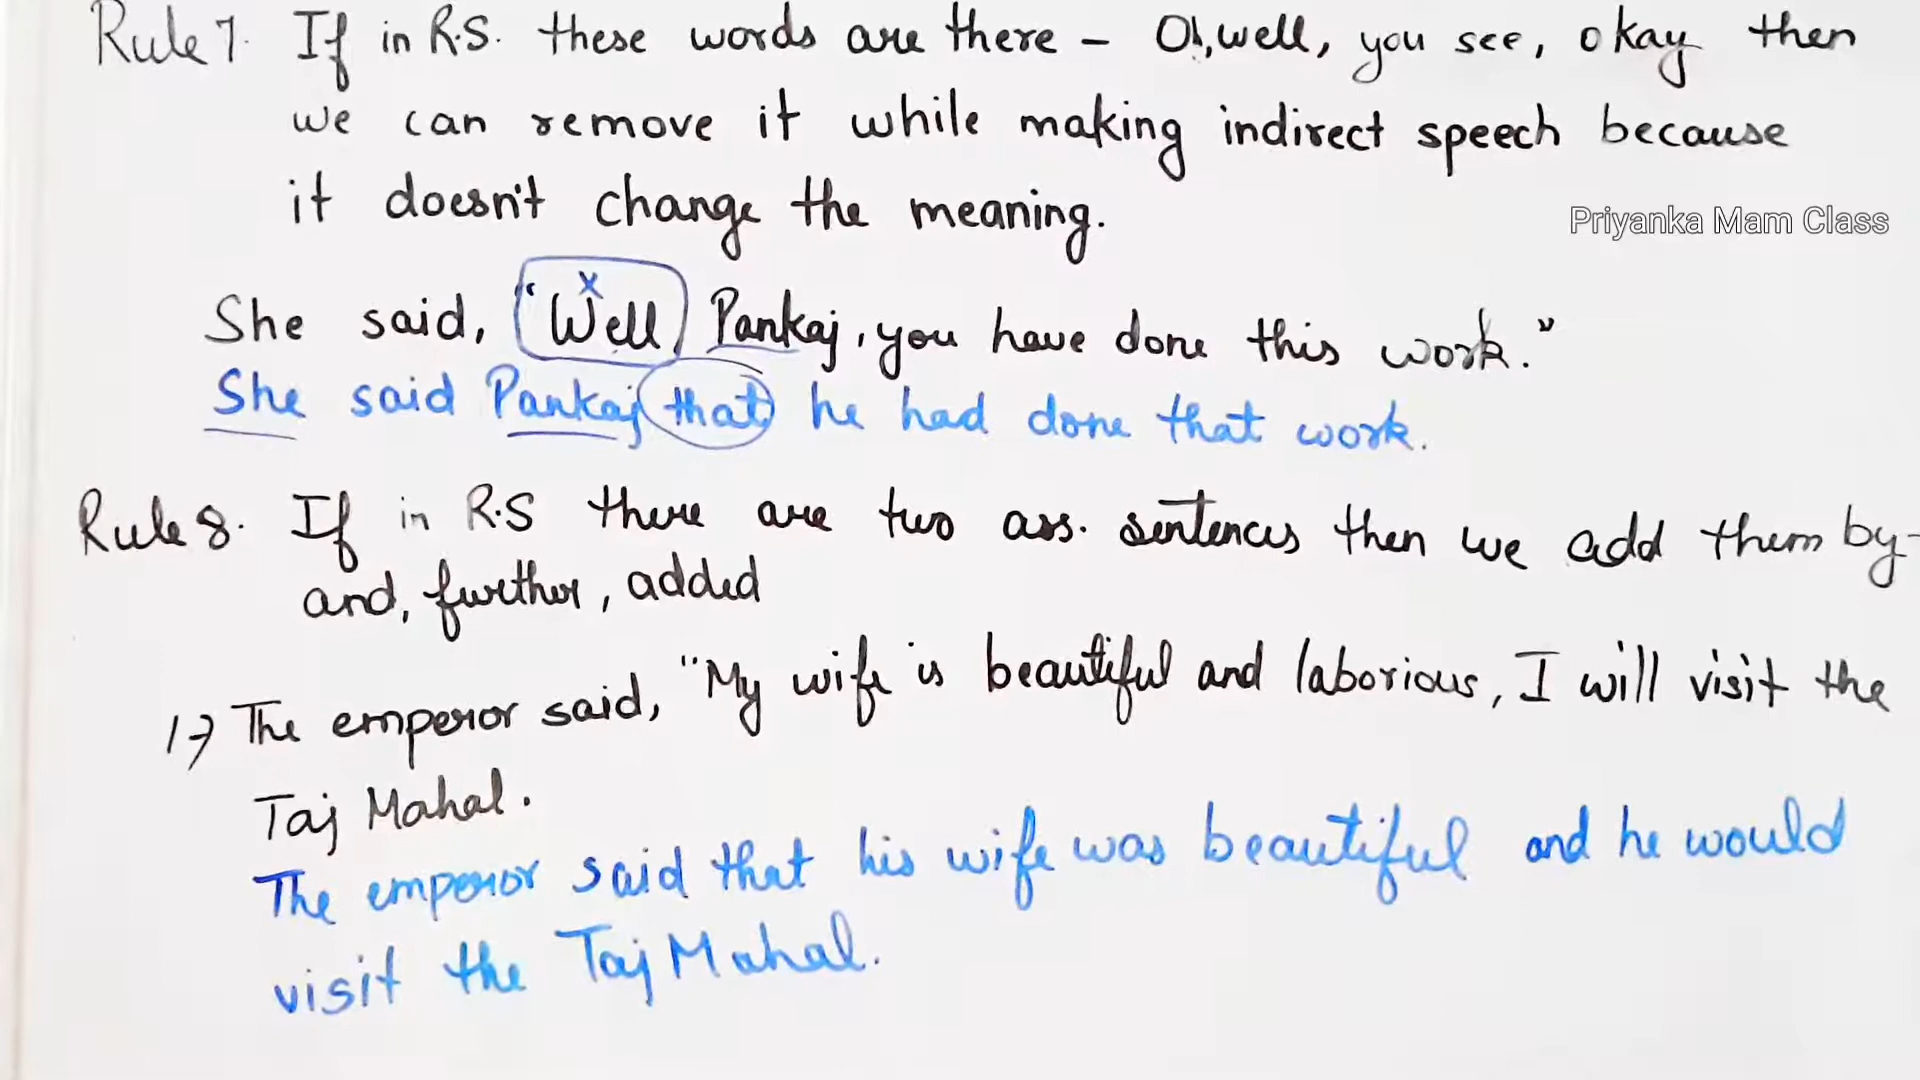 Rule 7. If in R.S. these words are there - Oh, well, you see, okay then
we can remove it while making indirect speech because
it doesn't change the meaning.
Priyanka Mam Class
She said, "Well Pankaj, you have done this work."
She said Pankaj that he had done that work.
Rule 8. If in R.S there are two ass. sentences then we add them by-
and, further, added
1→ The emperor said, "My wife is beautiful and laborious, I will visit the
Taj Mahal.
The emperor said that his wife was beautiful and he would
visit the Taj Mahal.